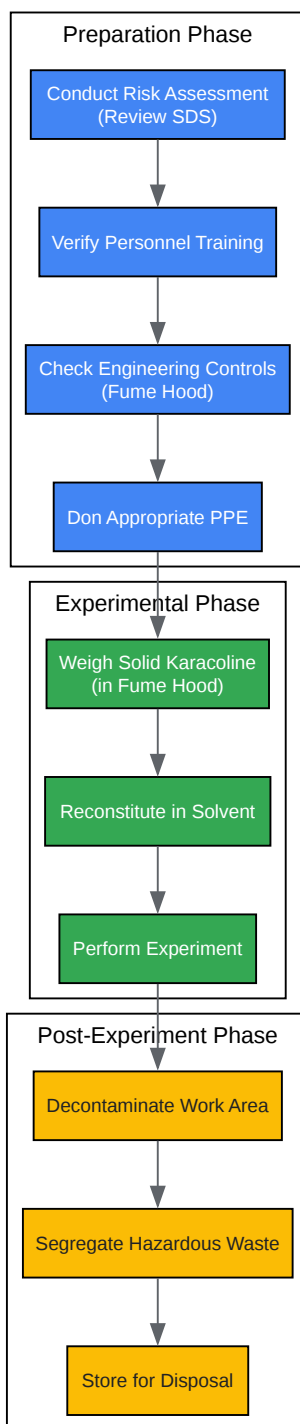 Preparation Phase
Conduct Risk Assessment
(Review SDS)
Verify Personnel Training
Check Engineering Controls
(Fume Hood)
Don Appropriate PPE
Experimental Phase
Weigh Solid Karacoline
(in Fume Hood)
Reconstitute in Solvent
Perform Experiment
Post-Experiment Phase
Decontaminate Work Area
Segregate Hazardous Waste
Store for Disposal